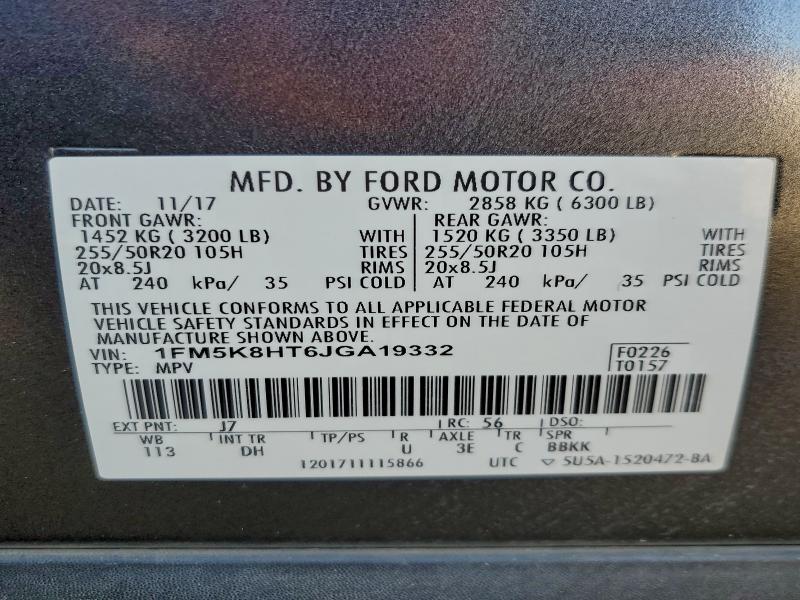 MFD. BY FORD MOTOR CO.
DATE: 11/17 GVWR: 2858 KG ( 6300 LB)
FRONT GAWR: REAR GAWR:
1452 KG ( 3200 LB) WITH 1520 KG ( 3350 LB) WITH
255/50R20 105H TIRES 255/50R20 105H TIRES
20x8.5J RIMS 20x8.5J RIMS
AT 240 kPa/ 35 PSI COLD AT 240 kPa/ 35 PSI COLD
THIS VEHICLE CONFORMS TO ALL APPLICABLE FEDERAL MOTOR
VEHICLE SAFETY STANDARDS IN EFFECT ON THE DATE OF
MANUFACTURE SHOWN ABOVE.
VIN: 1FM5K8HT6JGA19332 F0226
TYPE: MPV T0157
EXT PNT: J7 RC: 56 DSO:
WB INT TR TP/PS R AXLE TR SPR
113 DH U 3E C BBKK
1201711115866 UTC ▽ 5U5A-1520472-BA